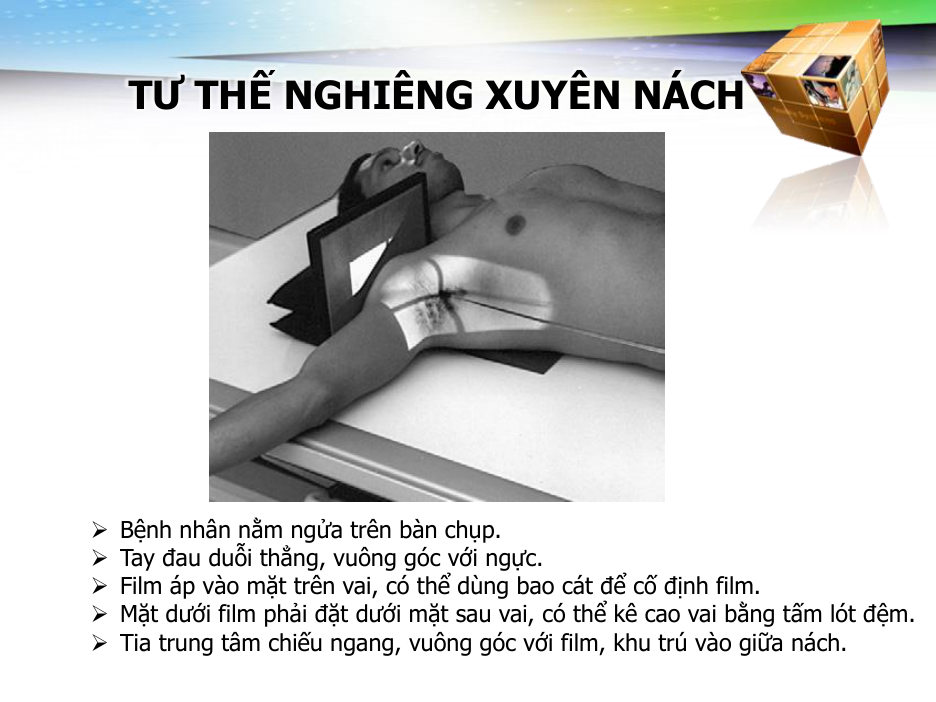 TƯ THẾ NGHIÊNG XUYÊN NÁCH
➢ Bệnh nhân nằm ngửa trên bàn chụp.
➢ Tay đau duỗi thẳng, vuông góc với ngực.
➢ Film áp vào mặt trên vai, có thể dùng bao cát để cố định film.
➢ Mặt dưới film phải đặt dưới mặt sau vai, có thể kê cao vai bằng tấm lót đệm.
➢ Tia trung tâm chiếu ngang, vuông góc với film, khu trú vào giữa nách.